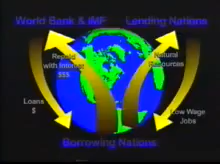 World Bank & IMF
Lending Nations
Repaid
with Interest
$$$
Natural
Resources
Loans
$
Low Wage
Jobs
Borrowing Nations